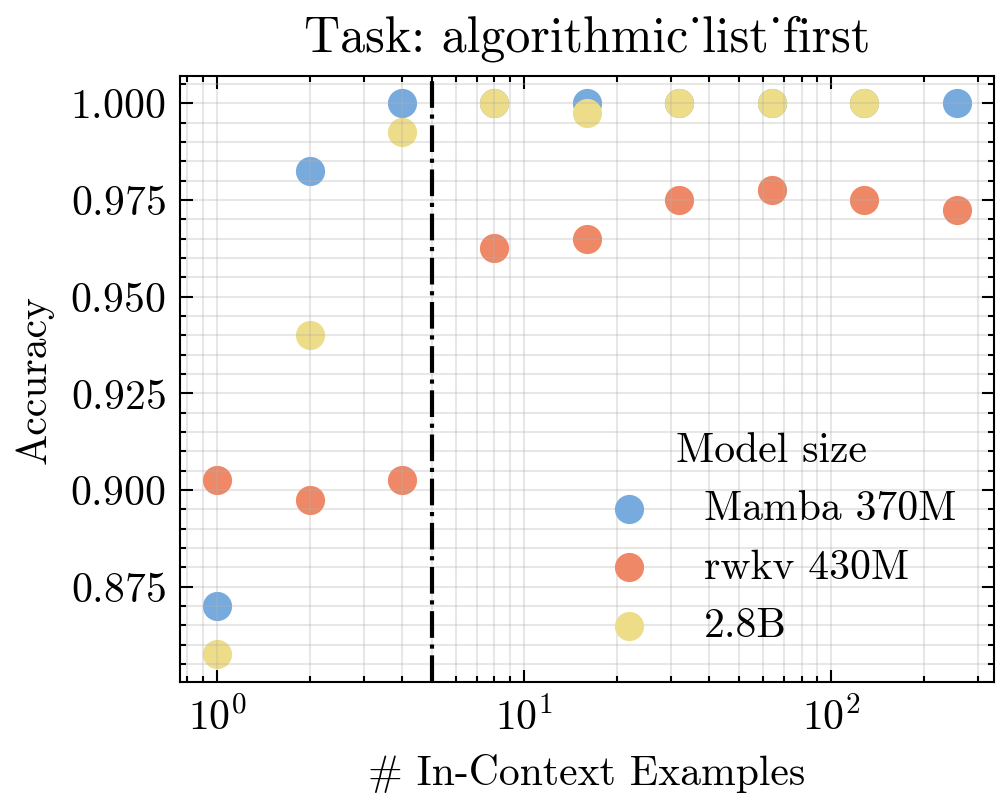 Task: algorithmic˙list˙first
1.000
0.975
0.950
0.925
0.900
0.875
Accuracy
Model size
Mamba 370M
rwkv 430M
2.8B
10⁰
10¹
10²
# In-Context Examples